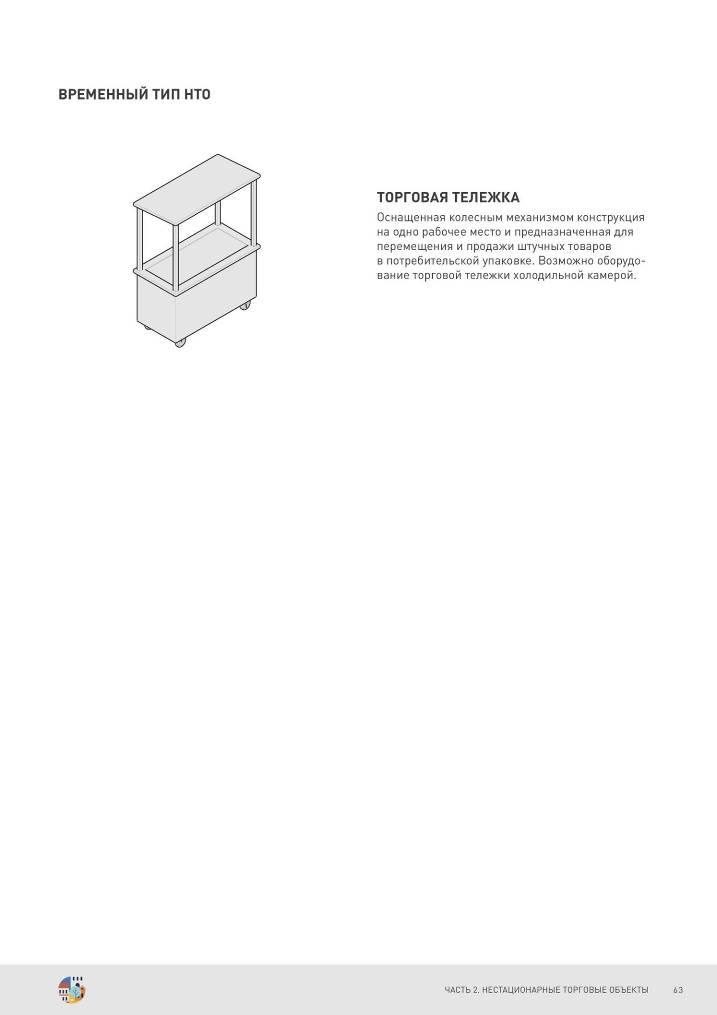 ВРЕМЕННЫЙ ТИП НТО
ТОРГОВАЯ ТЕЛЕЖКА
Оснащенная колесным механизмом конструкция
на одно рабочее место и предназначенная для
перемещения и продажи штучных товаров
в потребительской упаковке. Возможно оборудо-
вание торговой тележки холодильной камерой.
ЧАСТЬ 2. НЕСТАЦИОНАРНЫЕ ТОРГОВЫЕ ОБЪЕКТЫ 63